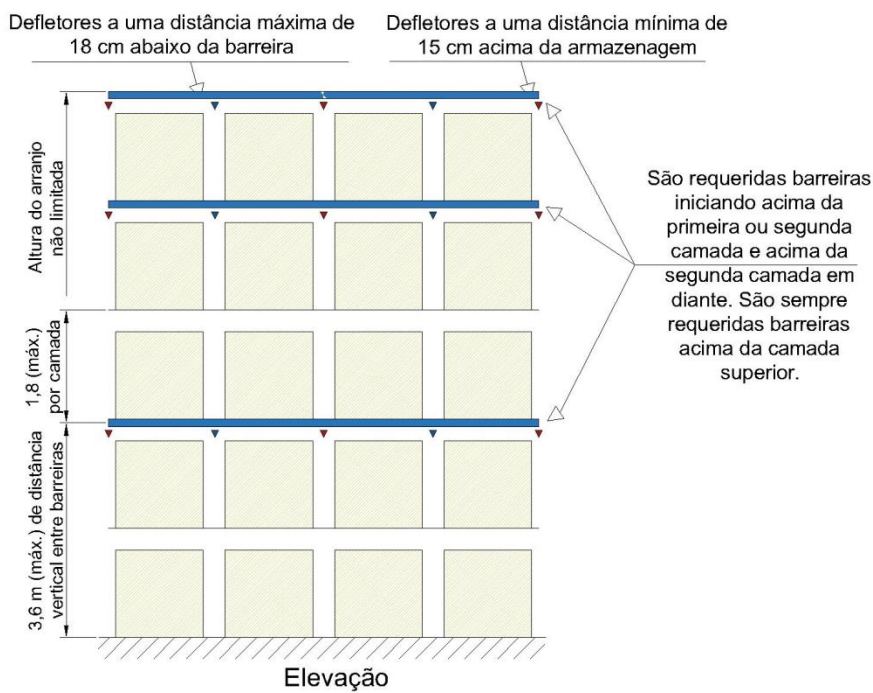 Defletores a uma distância máxima de
18 cm abaixo da barreira
Defletores a uma distância mínima de
15 cm acima da armazenagem
Altura do arranjo
não limitada
1,8 (máx.)
por camada
3,6 m (máx.) de distância
vertical entre barreiras
São requeridas barreiras
iniciando acima da
primeira ou segunda
camada e acima da
segunda camada em
diante. São sempre
requeridas barreiras
acima da camada
superior.
Elevação